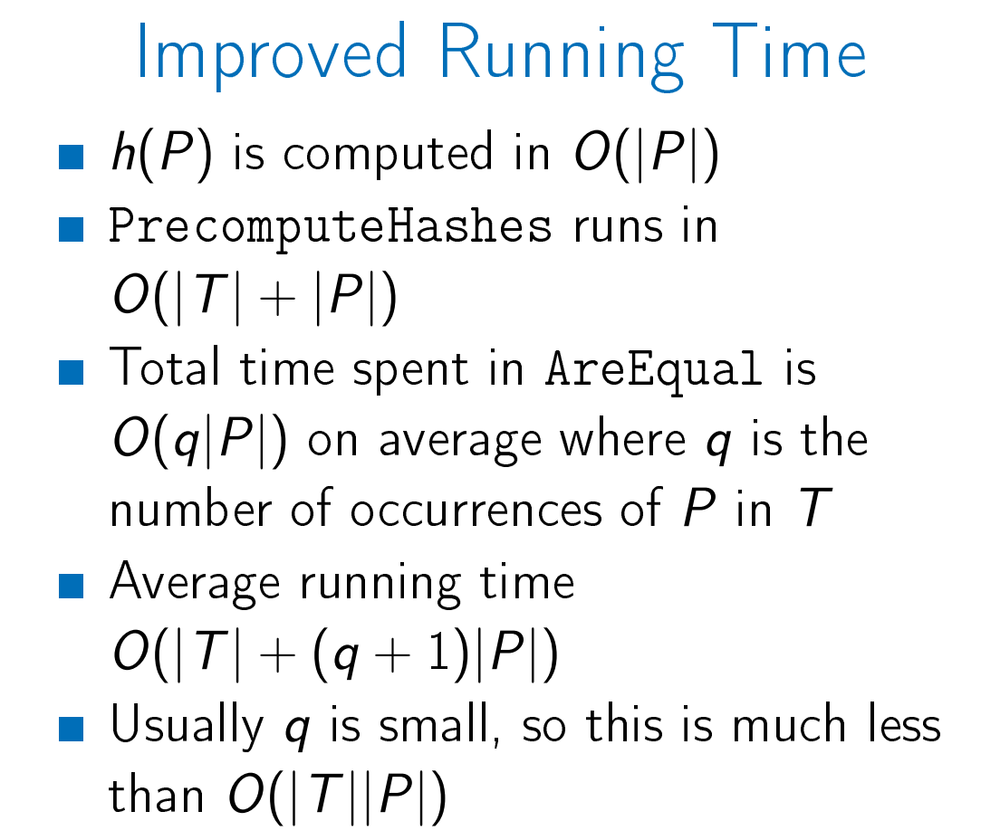 Improved Running Time
h(P) is computed in O(|P|)
PrecomputeHashes runs in
O(|T| + |P|)
Total time spent in AreEqual is
O(q|P|) on average where q is the
number of occurrences of P in T
Average running time
O(|T| + (q + 1)|P|)
Usually q is small, so this is much less
than O(|T||P|)